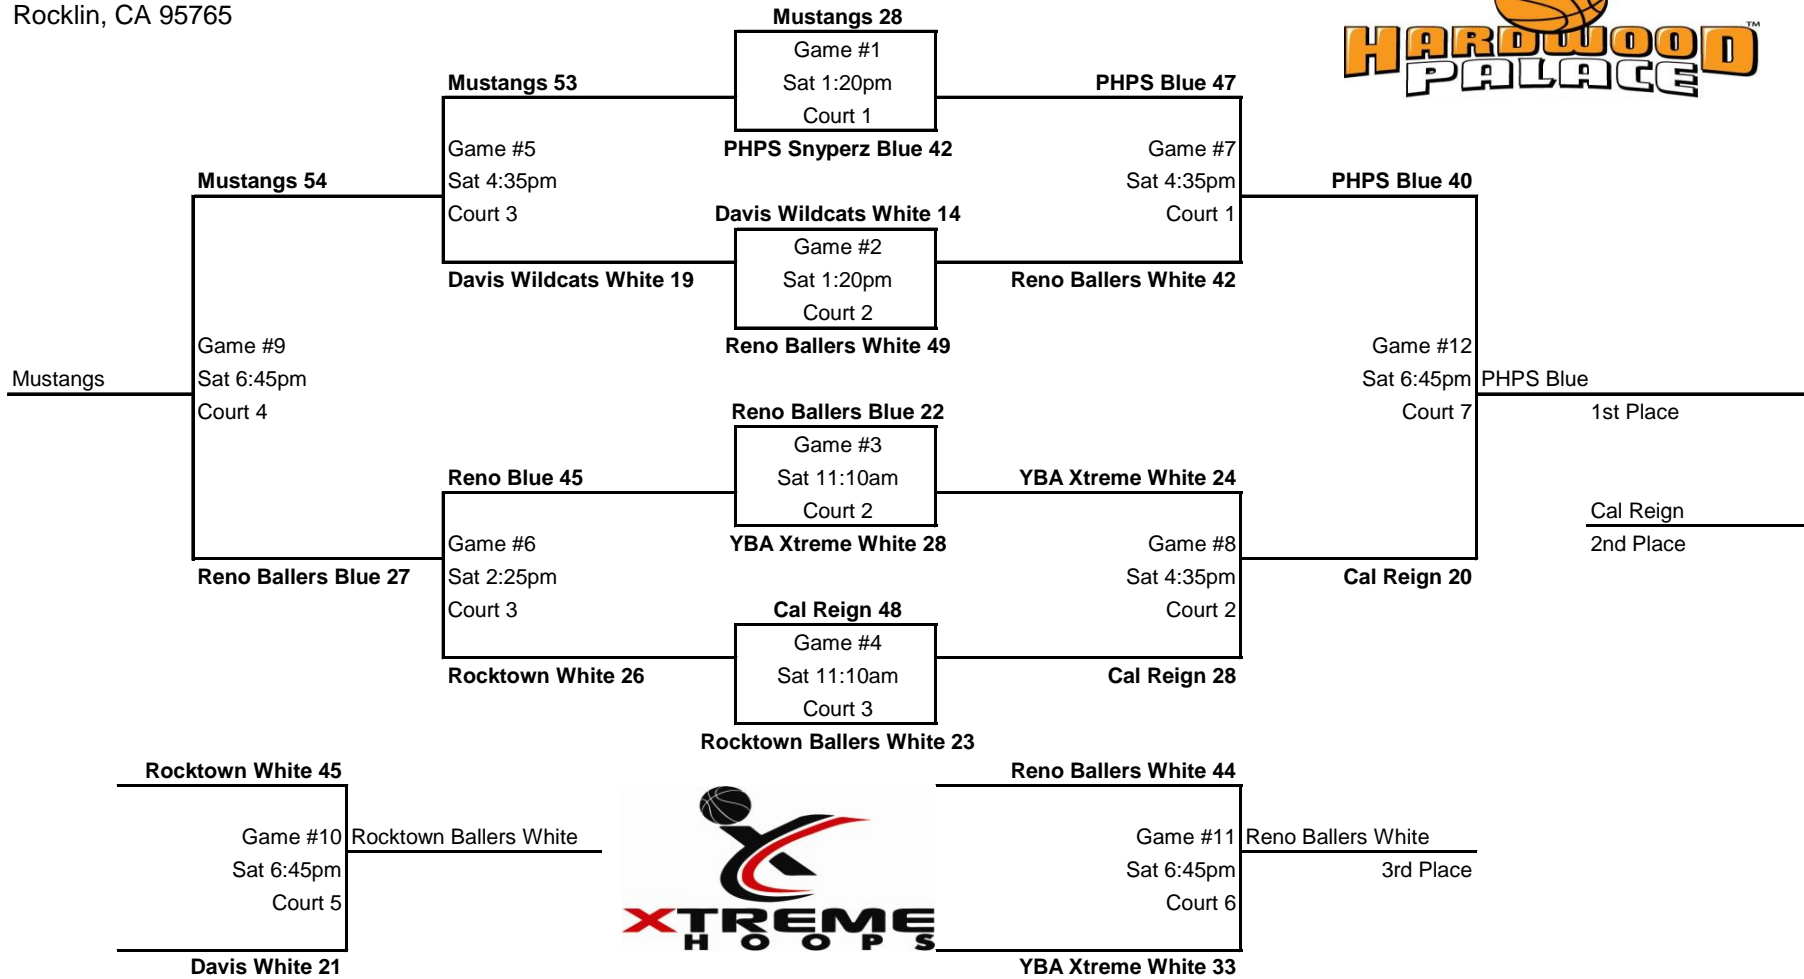 Rocklin, CA 95765
HARDWOOD
PALACE
TM
Mustangs 28
Game #1
Sat 1:20pm
Court 1
PHPS Snyperz Blue 42
Mustangs 53
Game #5
Sat 4:35pm
Court 3
Davis Wildcats White 19
PHPS Blue 47
Game #7
Sat 4:35pm
Court 1
Reno Ballers White 42
Davis Wildcats White 14
Game #2
Sat 1:20pm
Court 2
Reno Ballers White 49
Mustangs 54
Game #9
Sat 6:45pm
Court 4
Reno Ballers Blue 27
Mustangs
PHPS Blue 40
Game #12
Sat 6:45pm
Court 7
Cal Reign 20
PHPS Blue
1st Place
Cal Reign
2nd Place
Reno Ballers Blue 22
Game #3
Sat 11:10am
Court 2
YBA Xtreme White 28
Reno Blue 45
Game #6
Sat 2:25pm
Court 3
Rocktown White 26
YBA Xtreme White 24
Game #8
Sat 4:35pm
Court 2
Cal Reign 28
Cal Reign 48
Game #4
Sat 11:10am
Court 3
Rocktown Ballers White 23
Rocktown White 45
Game #10
Sat 6:45pm
Court 5
Davis White 21
Rocktown Ballers White
XTREME
HOOPS
Reno Ballers White 44
Game #11
Sat 6:45pm
Court 6
YBA Xtreme White 33
Reno Ballers White
3rd Place